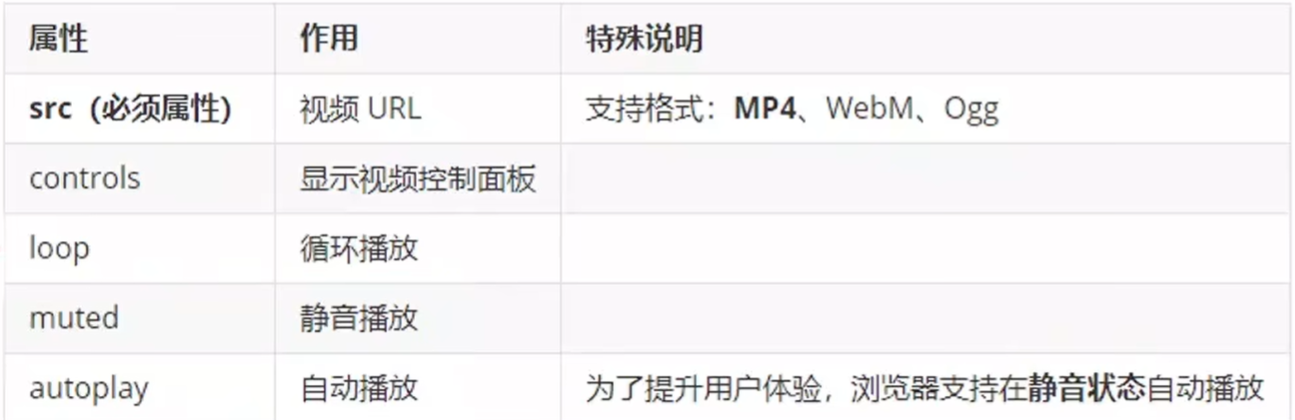 属性 作用 特殊说明
src（必须属性） 视频 URL 支持格式：MP4、WebM、Ogg
controls 显示视频控制面板
loop 循环播放
muted 静音播放
autoplay 自动播放 为了提升用户体验，浏览器支持在静音状态自动播放